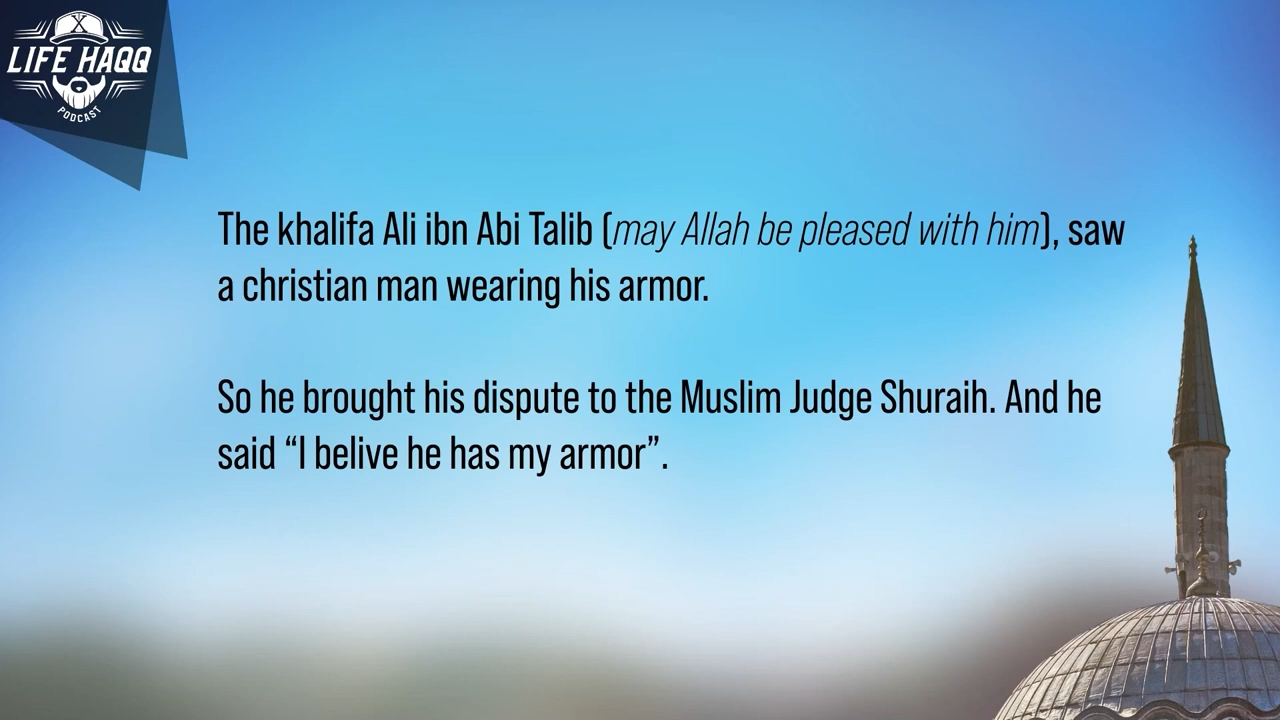 X
LIFE HAQQ
PODCAST
The khalifa Ali ibn Abi Talib (may Allah be pleased with him), saw
a christian man wearing his armor.
So he brought his dispute to the Muslim Judge Shuraih. And he
said “I belive he has my armor”.